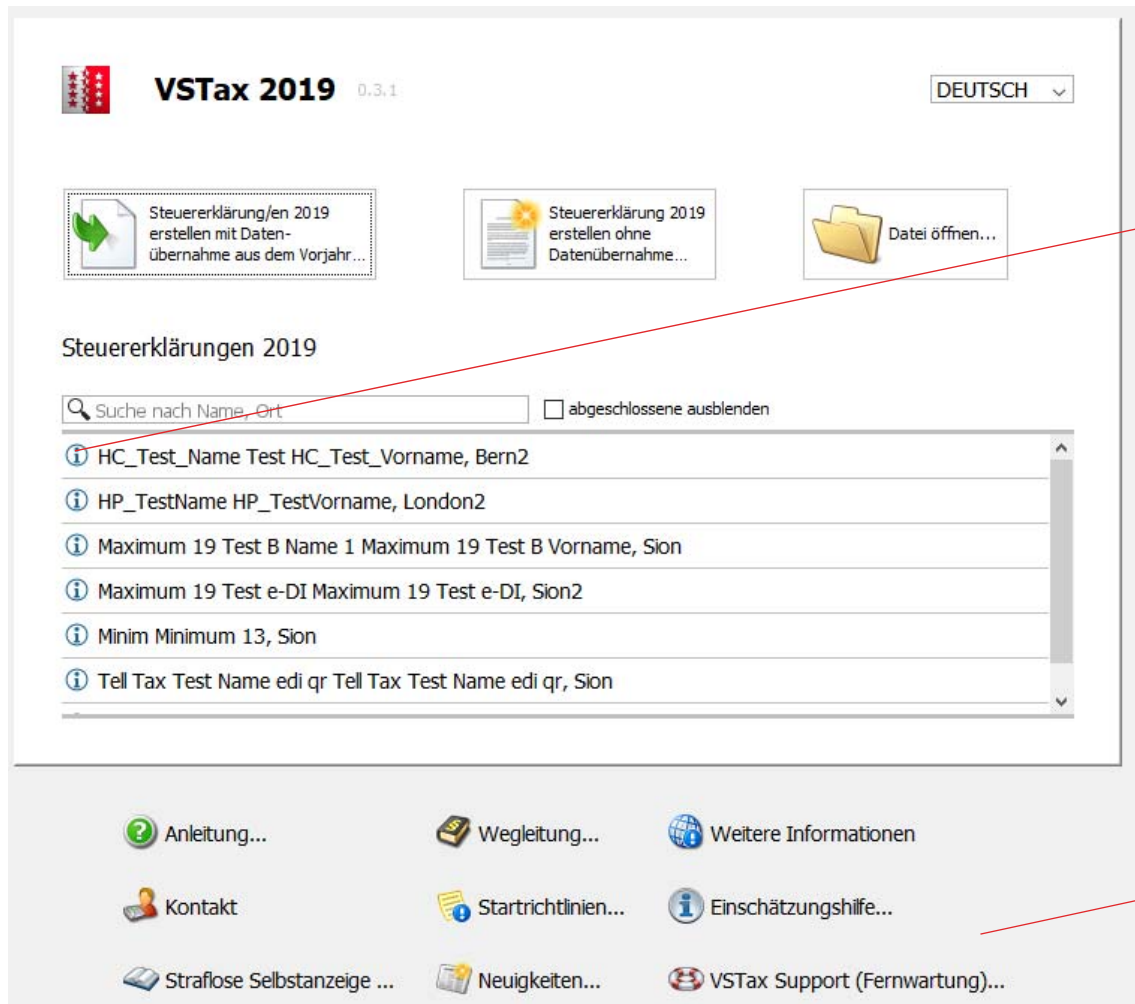 VSTax 2019 0.3.1
DEUTSCH
Steuererklärung/en 2019
erstellen mit Daten-
übernahme aus dem Vorjahr...
Steuererklärung 2019
erstellen ohne
Datenübernahme...
Datei öffnen...
Steuererklärungen 2019
Suche nach Name, Ort
abgeschlossene ausblenden
HC_Test_Name Test HC_Test_Vorname, Bern2
HP_TestName HP_TestVorname, London2
Maximum 19 Test B Name 1 Maximum 19 Test B Vorname, Sion
Maximum 19 Test e-DI Maximum 19 Test e-DI, Sion2
Minim Minimum 13, Sion
Tell Tax Test Name edi qr Tell Tax Test Name edi qr, Sion
Anleitung...
Wegleitung...
Weitere Informationen
Kontakt
Startrichtlinien...
Einschätzungshilfe...
Straflose Selbstanzeige ...
Neuigkeiten...
VSTax Support (Fernwartung)...